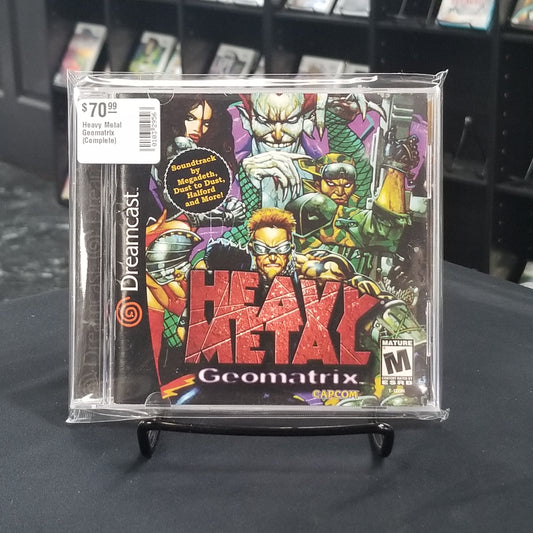 $70.99
Heavy Metal
Geomatrix
(Complete)
Soundtrack
by
Megadeth,
Dust to Dust,
Halford
and More!
Dreamcast.
HEAVY
METAL
Geomatrix
CAPCOM
MATURE
M
ESRB